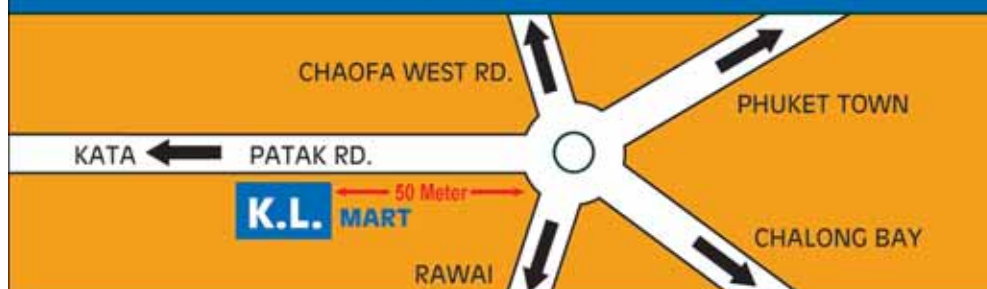 CHAOFA WEST RD.
PHUKET TOWN
KATA
PATAK RD.
50 Meter
K.L. MART
CHALONG BAY
RAWAI